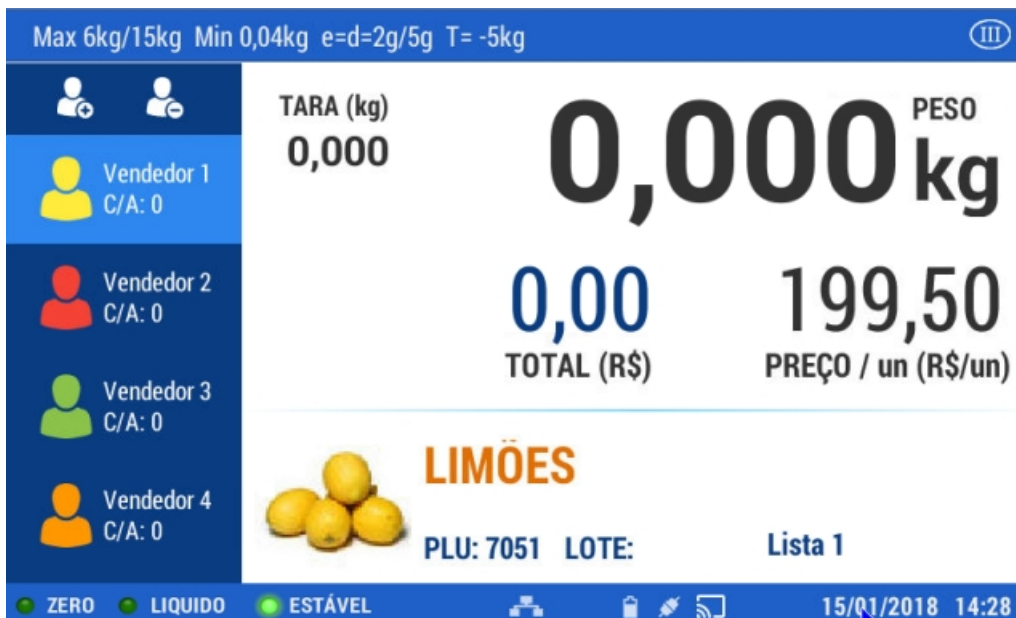 Max 6kg/15kg Min 0,04kg e=d=2g/5g T= -5kg
III
TARA (kg)
0,000
0,000
PESO
kg
Vendedor 1
C/A: 0
Vendedor 2
C/A: 0
0,00
TOTAL (R$)
199,50
PREÇO / un (R$/un)
Vendedor 3
C/A: 0
Vendedor 4
C/A: 0
LIMÕES
PLU: 7051 LOTE: Lista 1
ZERO LIQUIDO ESTÁVEL 15/01/2018 14:28